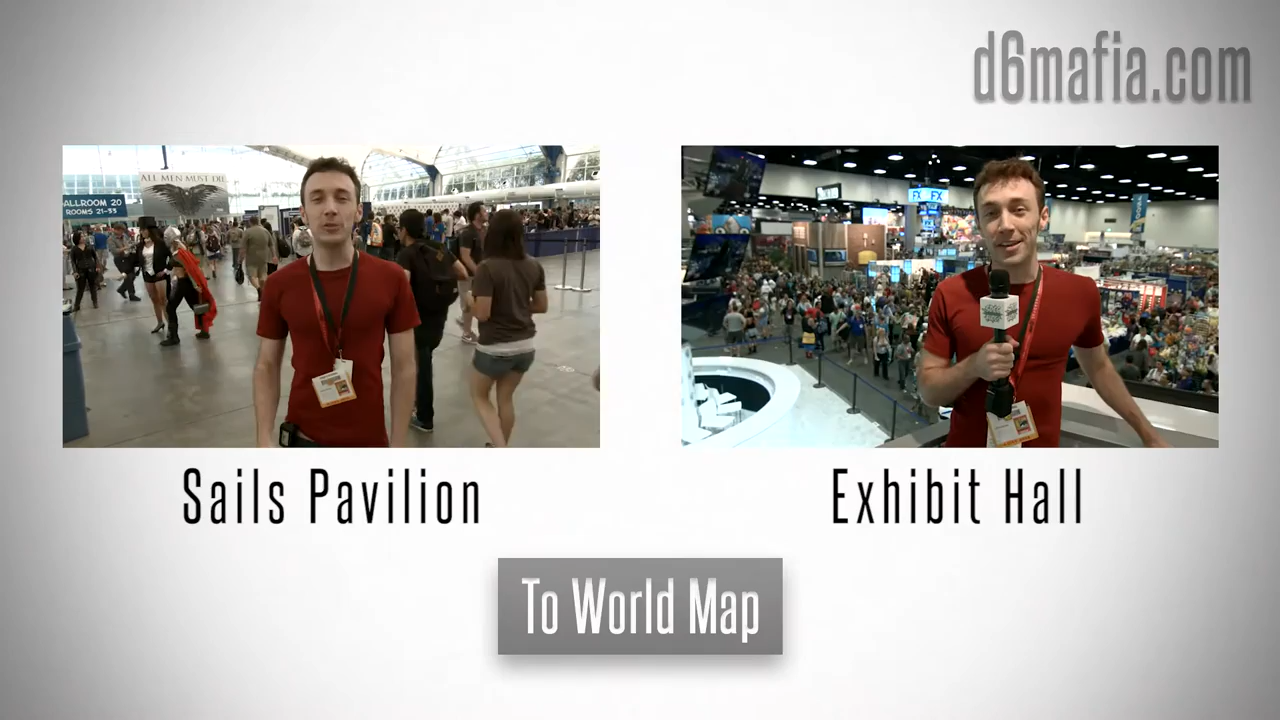 d6mafia.com
ALL MEN MUST DIE
ALLROOM 20
ROOMS 21-33
FX
FX
Sails Pavilion
Exhibit Hall
To World Map